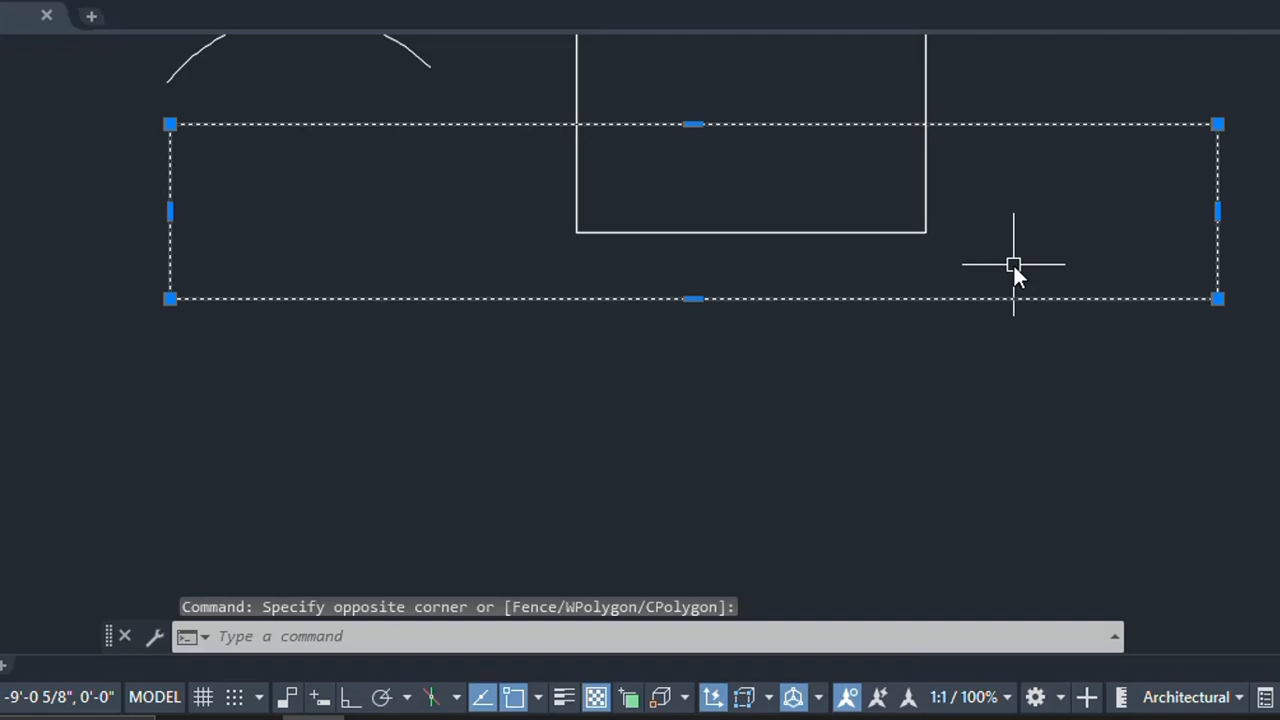 Command: Specify opposite corner or [Fence/WPolygon/CPolygon]:
Type a command
-9'-0 5/8", 0'-0" MODEL 1:1 / 100% Architectural